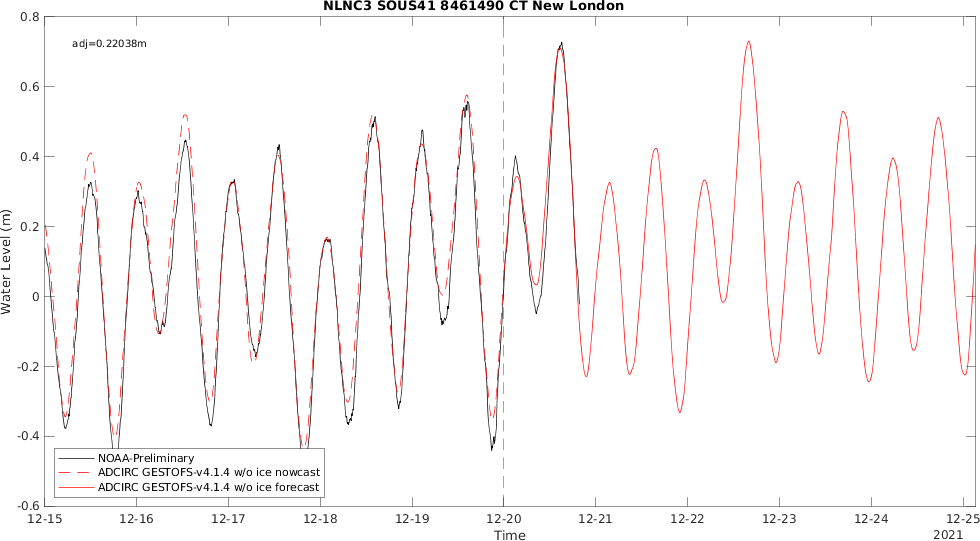 NLNC3 SOUS41 8461490 CT New London
adj=0.22038m
Water Level (m)
0.8
0.6
0.4
0.2
0
-0.2
-0.4
-0.6
NOAA-Preliminary
ADCIRC GESTOFS-v4.1.4 w/o ice nowcast
ADCIRC GESTOFS-v4.1.4 w/o ice forecast
12-15 12-16 12-17 12-18 12-19 12-20 12-21 12-22 12-23 12-24 12-25
Time
2021